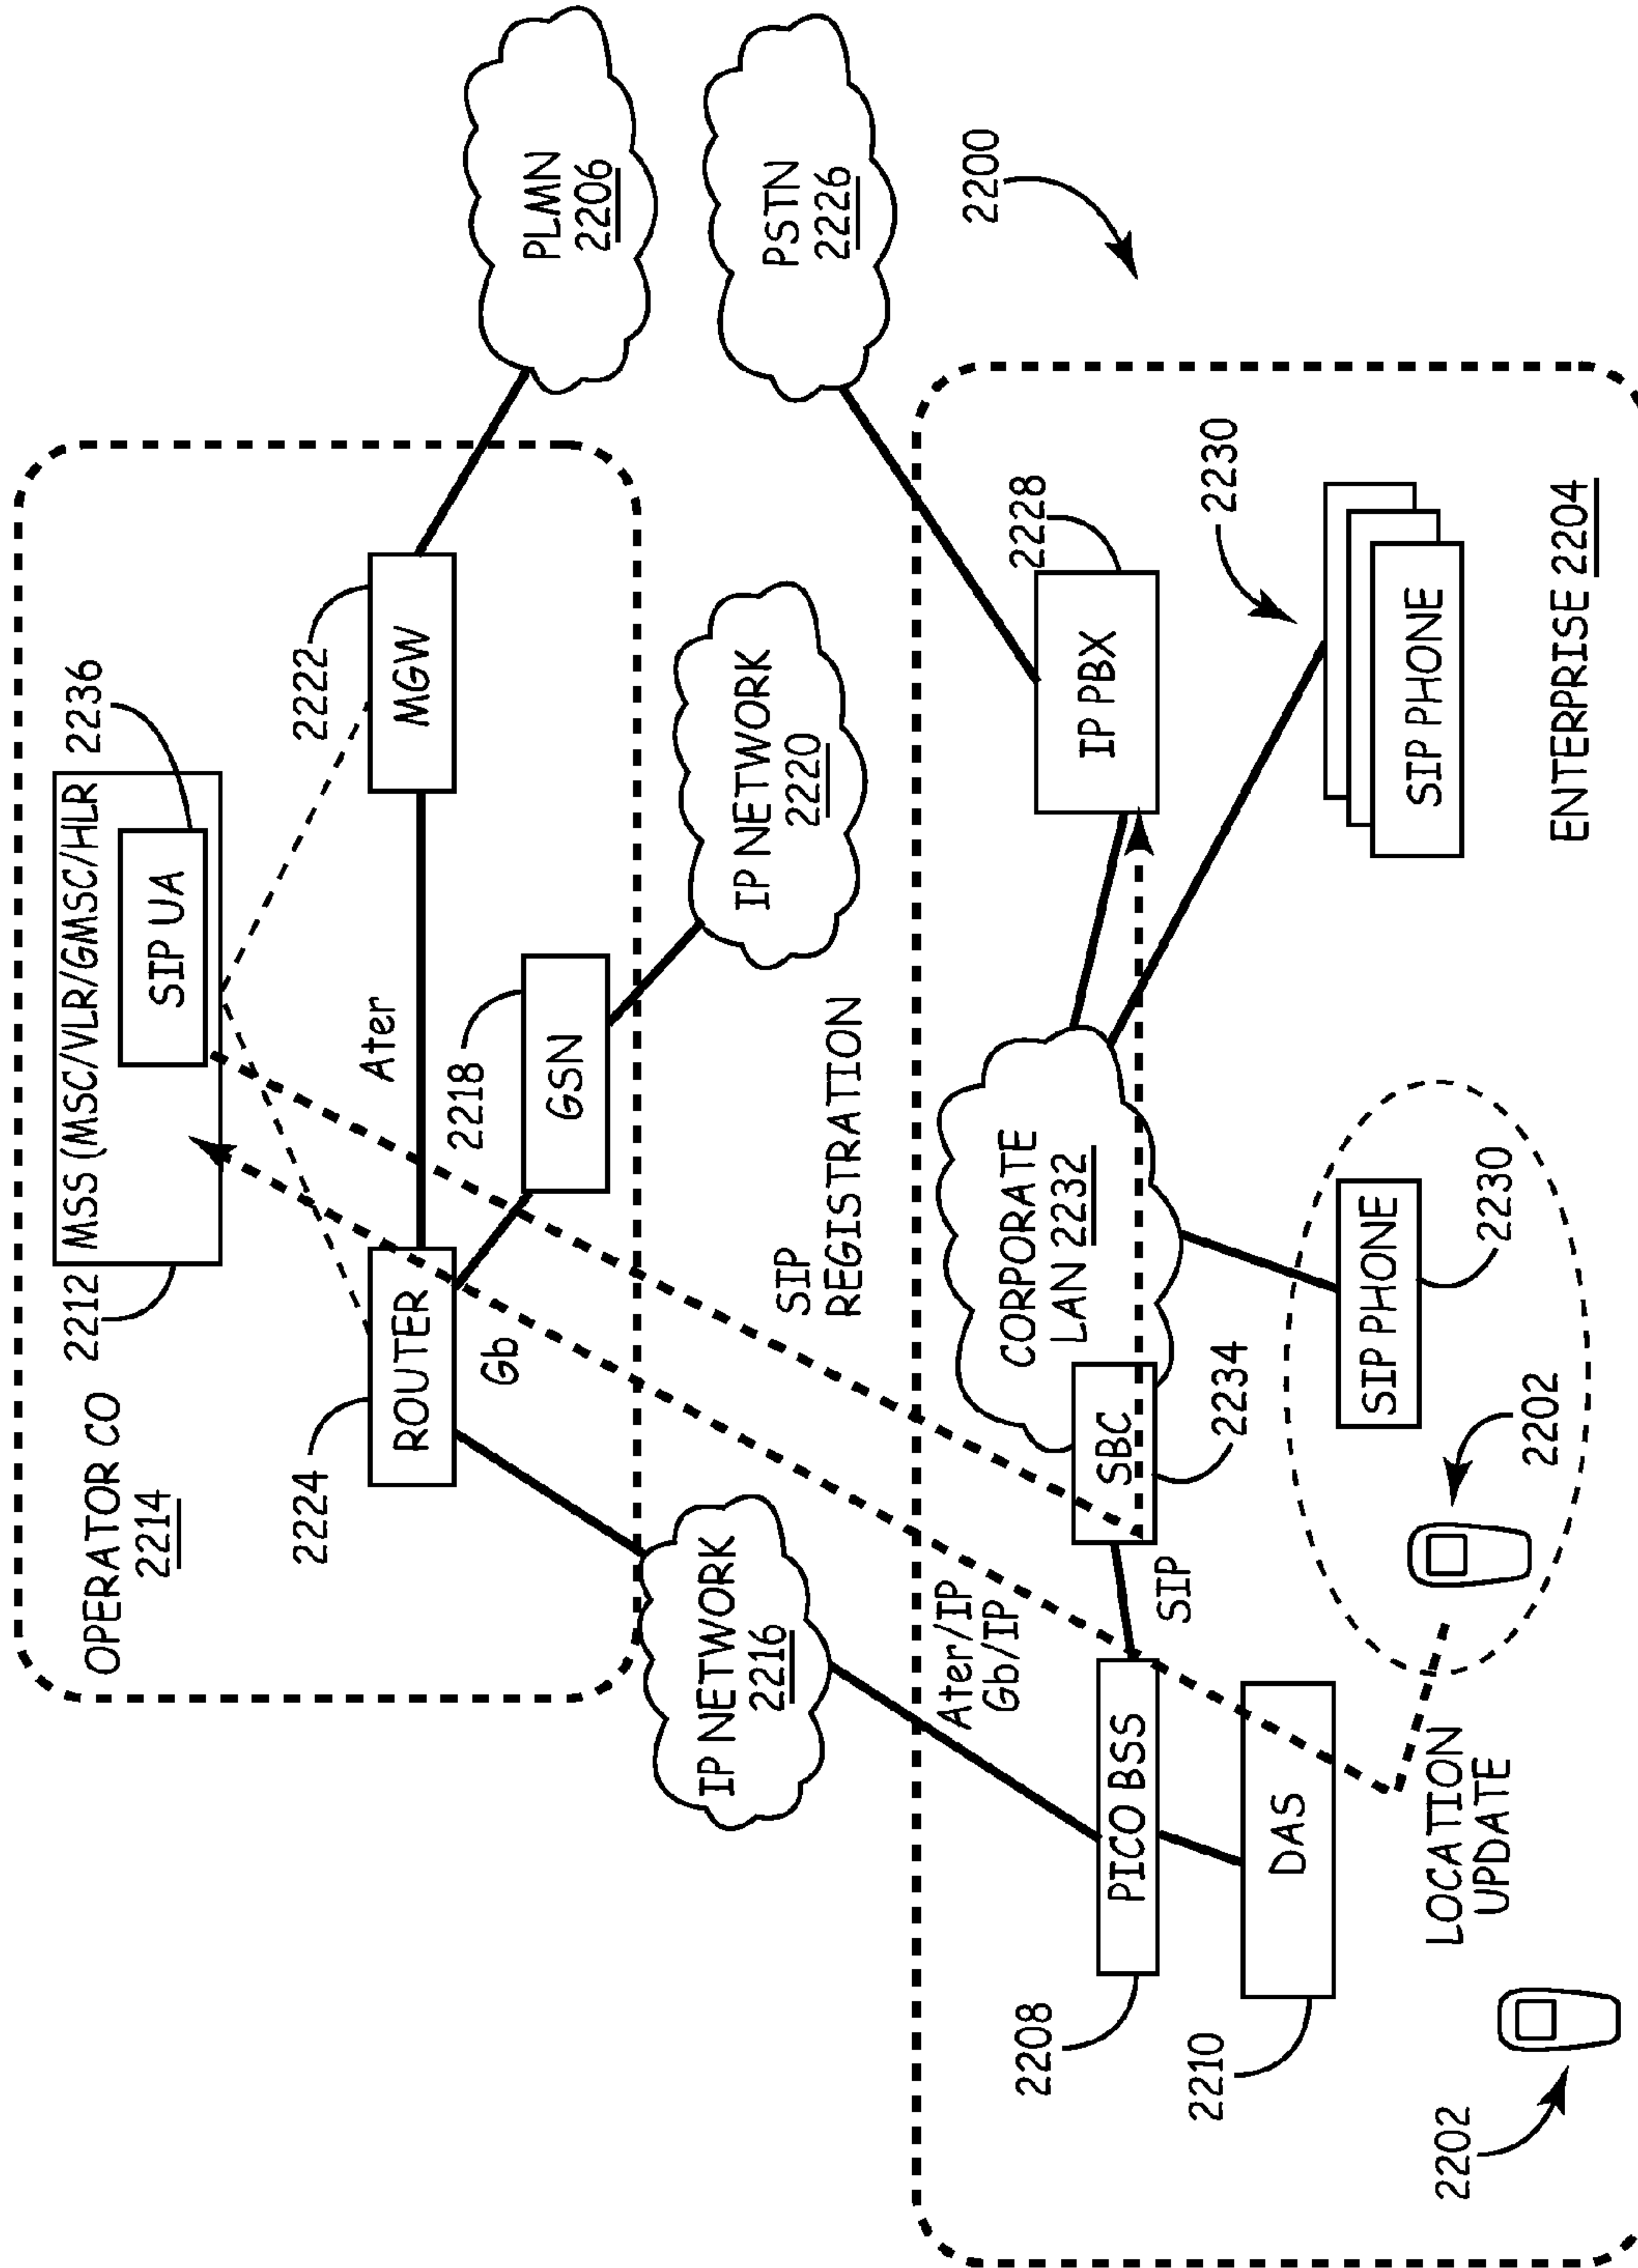 OPERATOR CO
2214
2212
MSS (MSC/VLR/GMSC/HLR
2236
SIP UA
2224
ROUTER
Ater
2222
MGW
Gb
2218
GSN
PLMN
2206
IP NETWORK
2216
IP NETWORK
2220
PSTN
2226
SIP
REGISTRATION
2200
Ater/IP
Gb/IP
2208
PICO BSS
SIP
SBC
2234
CORPORATE
LAN 2232
IP PBX
2228
2210
DAS
2230
SIP PHONE
LOCATION
UPDATE
2202
2202
SIP PHONE
2230
ENTERPRISE 2204